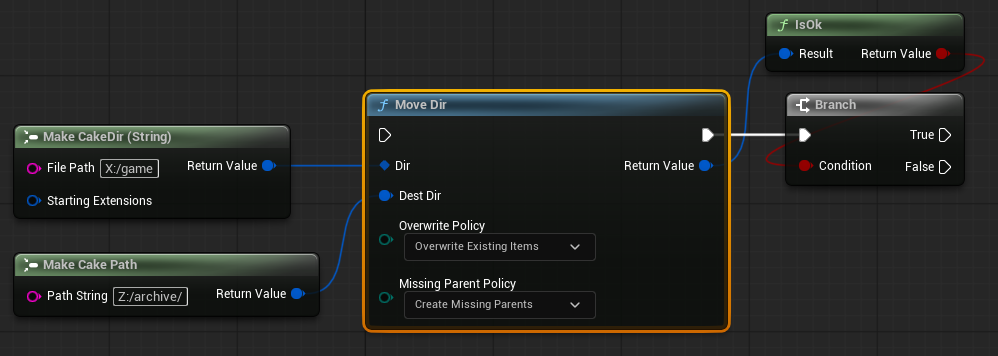 IsOk
Result Return Value
Move Dir
Branch
True
Condition False
Make CakeDir (String)
File Path X:/game Return Value
Starting Extensions
Dir Return Value
Dest Dir
Overwrite Policy
Overwrite Existing Items
Missing Parent Policy
Create Missing Parents
Make Cake Path
Path String Z:/archive/ Return Value